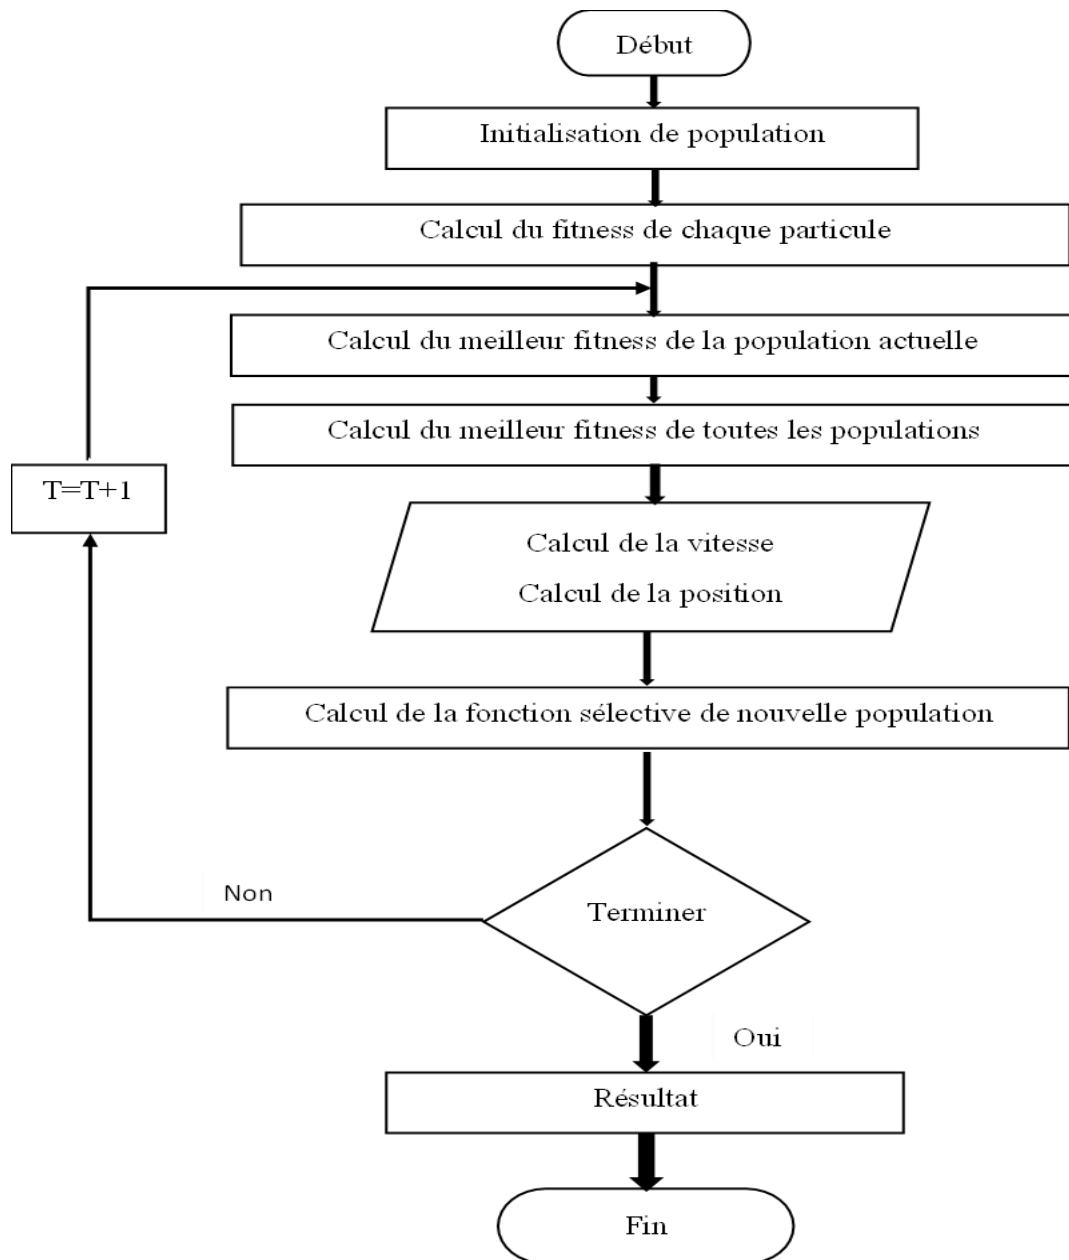 Début
Initialisation de population
Calcul du fitness de chaque particule
Calcul du meilleur fitness de la population actuelle
Calcul du meilleur fitness de toutes les populations
T=T+1
Calcul de la vitesse
Calcul de la position
Calcul de la fonction sélective de nouvelle population
Non
Terminer
Oui
Résultat
Fin